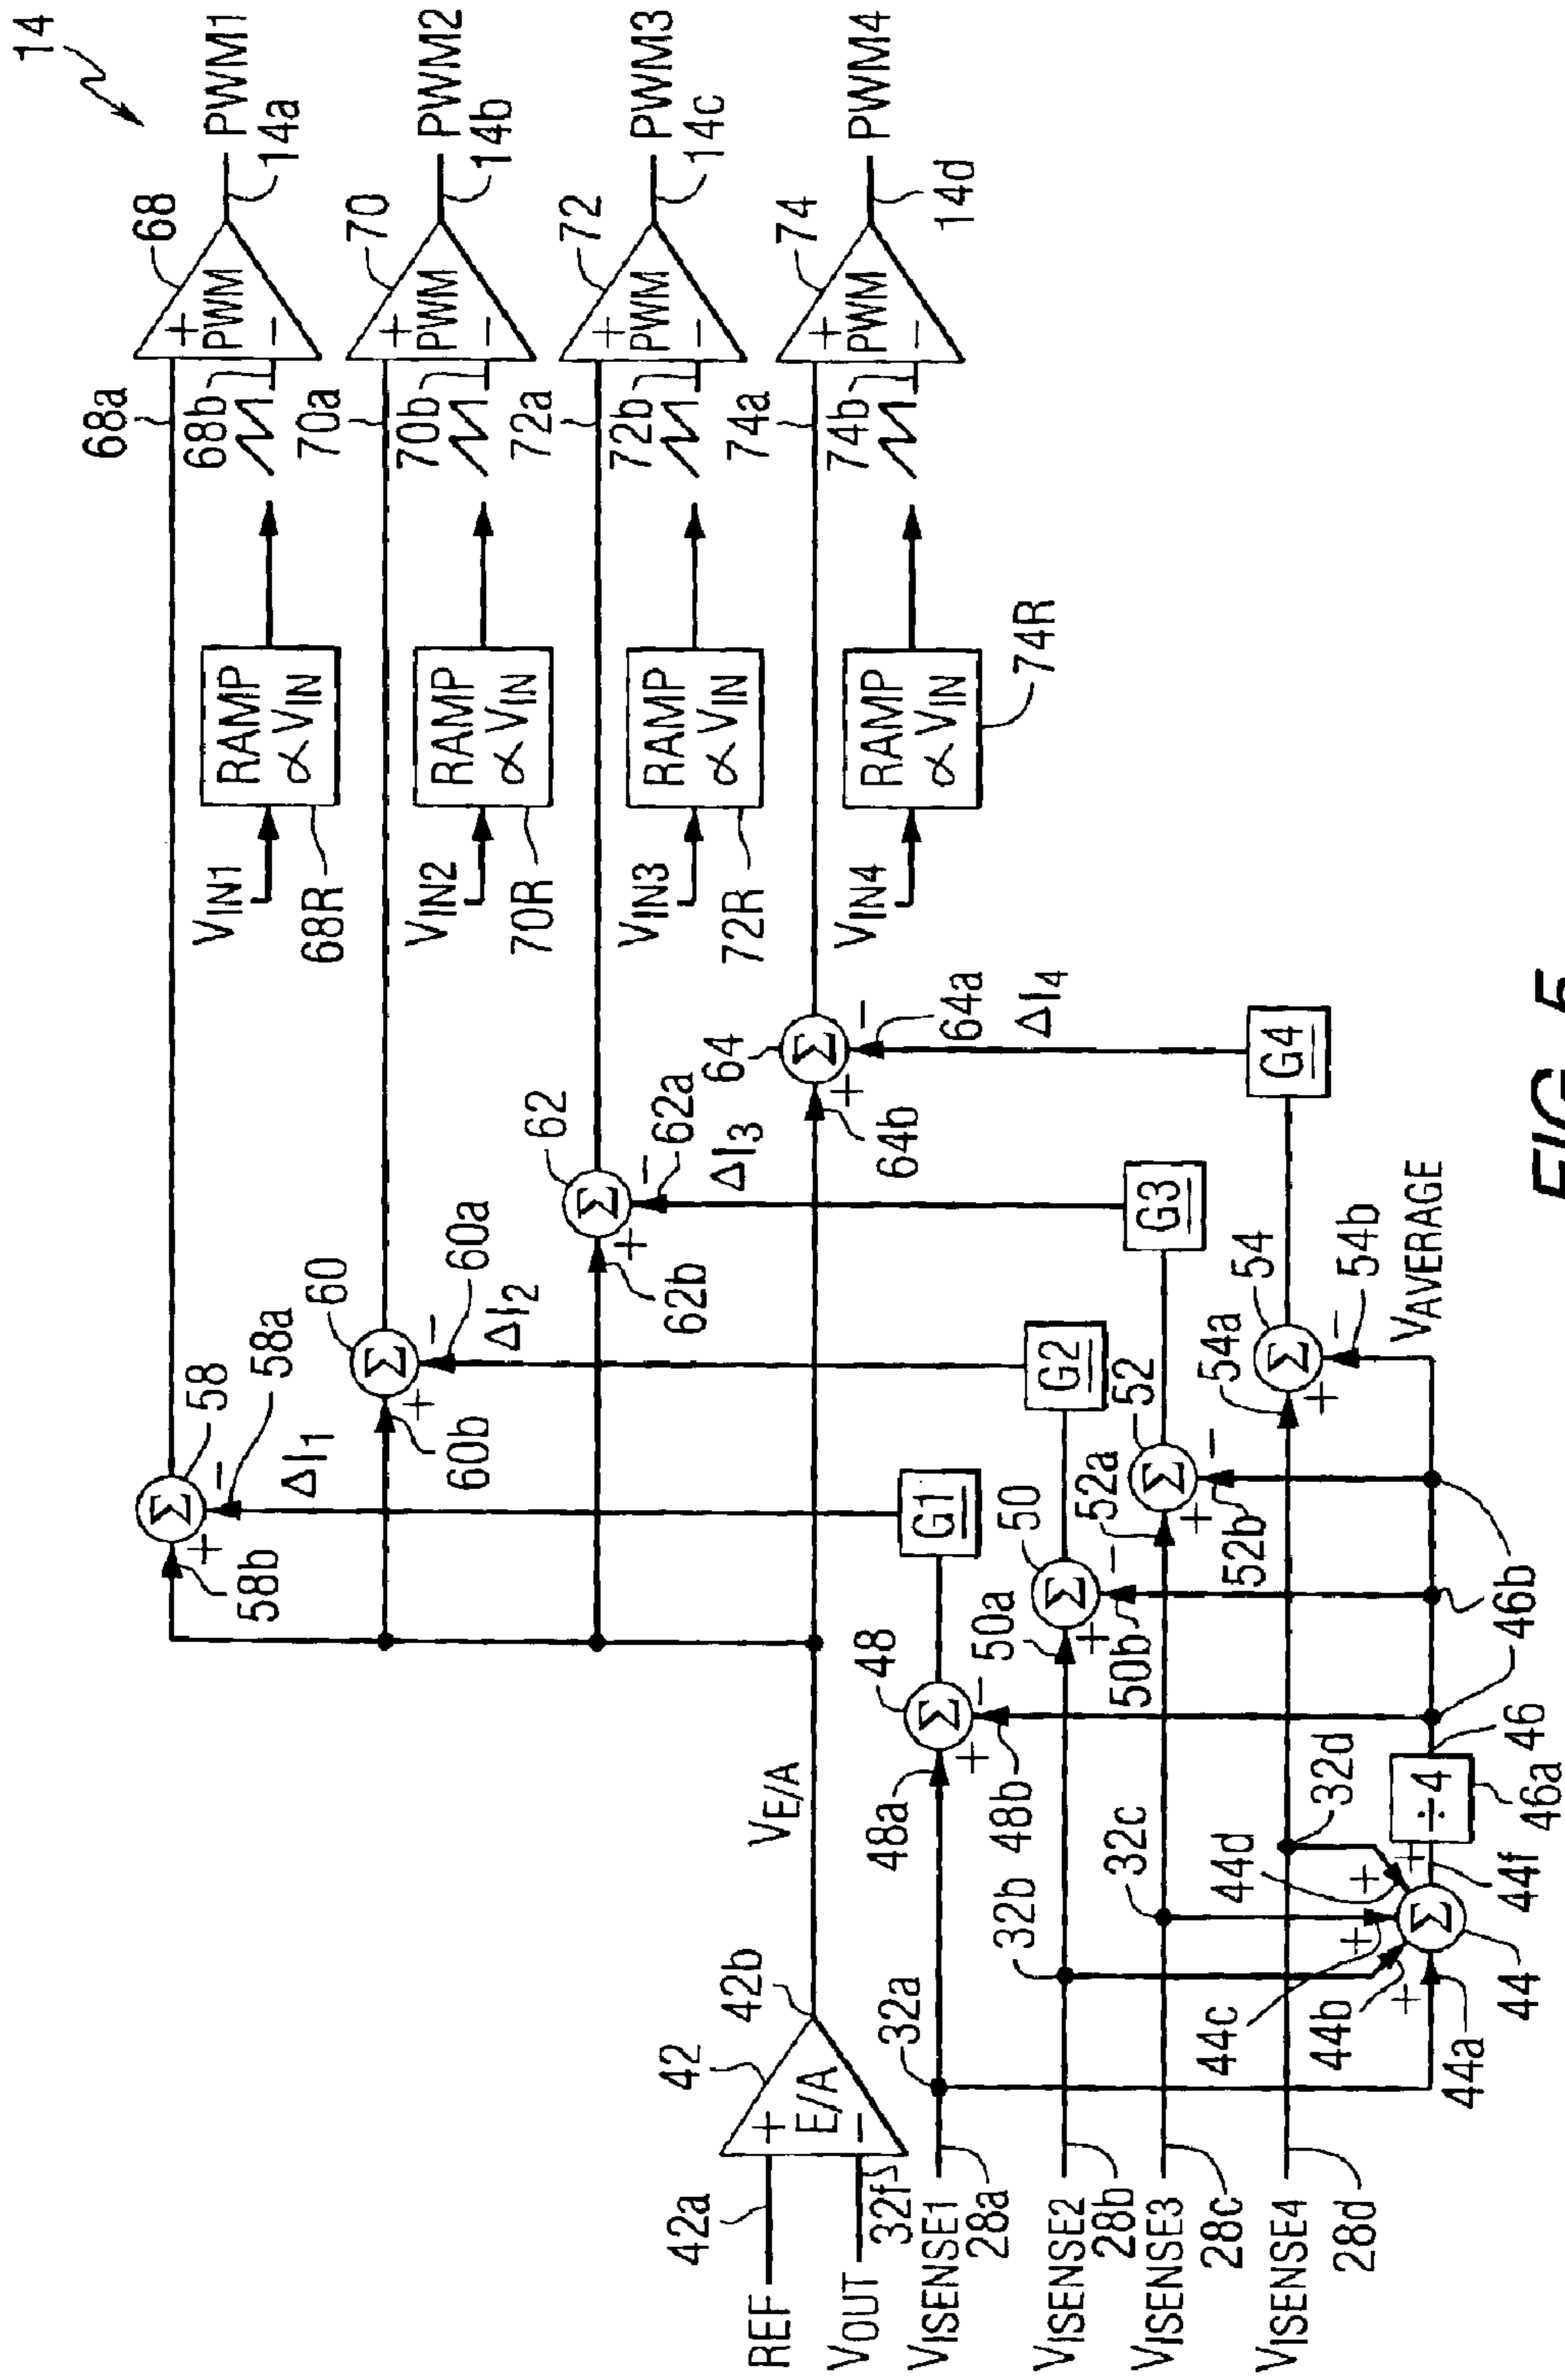 14
68a
68
+
PWM
−
PWM1
14a
68b
VIN1
RAMP
∝ VIN
68R
58
Σ
58a
−
+
58b
ΔI1
70a
70
+
PWM
−
PWM2
14b
70b
VIN2
RAMP
∝ VIN
70R
60
Σ
60a
−
+
60b
ΔI2
72a
72
+
PWM
−
PWM3
14c
72b
VIN3
RAMP
∝ VIN
72R
62
Σ
62a
−
+
62b
ΔI3
74a
74
+
PWM
−
PWM4
14d
74b
VIN4
RAMP
∝ VIN
74R
64
Σ
64a
−
+
64b
ΔI4
REF
42a
42
+
E/A
−
42b
VE/A
VOUT
32f
VISENSE1
28a
32a
48a
48
Σ
+
−
48b
G1
VISENSE2
28b
32b
50a
50
Σ
+
−
50b
G2
VISENSE3
28c
32c
52a
52
Σ
+
−
52b
G3
VISENSE4
28d
32d
54a
54
Σ
+
−
54b
G4
44a
44b
44c
44d
+
+
+
+
Σ
44
44f
÷4
46a
46
46b
VAVERAGE
FIG. 5